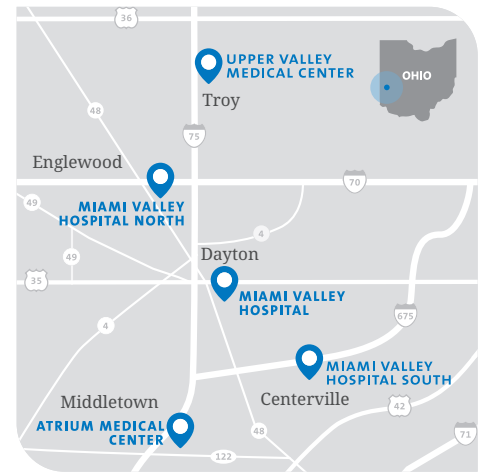 36
UPPER VALLEY
MEDICAL CENTER
OHIO
Troy
48
75
Englewood
70
MIAMI VALLEY
HOSPITAL NORTH
49
4
Dayton
49
35
MIAMI VALLEY
HOSPITAL
675
4
MIAMI VALLEY
HOSPITAL SOUTH
Centerville
Middletown
42
ATRIUM MEDICAL
CENTER
48
71
122